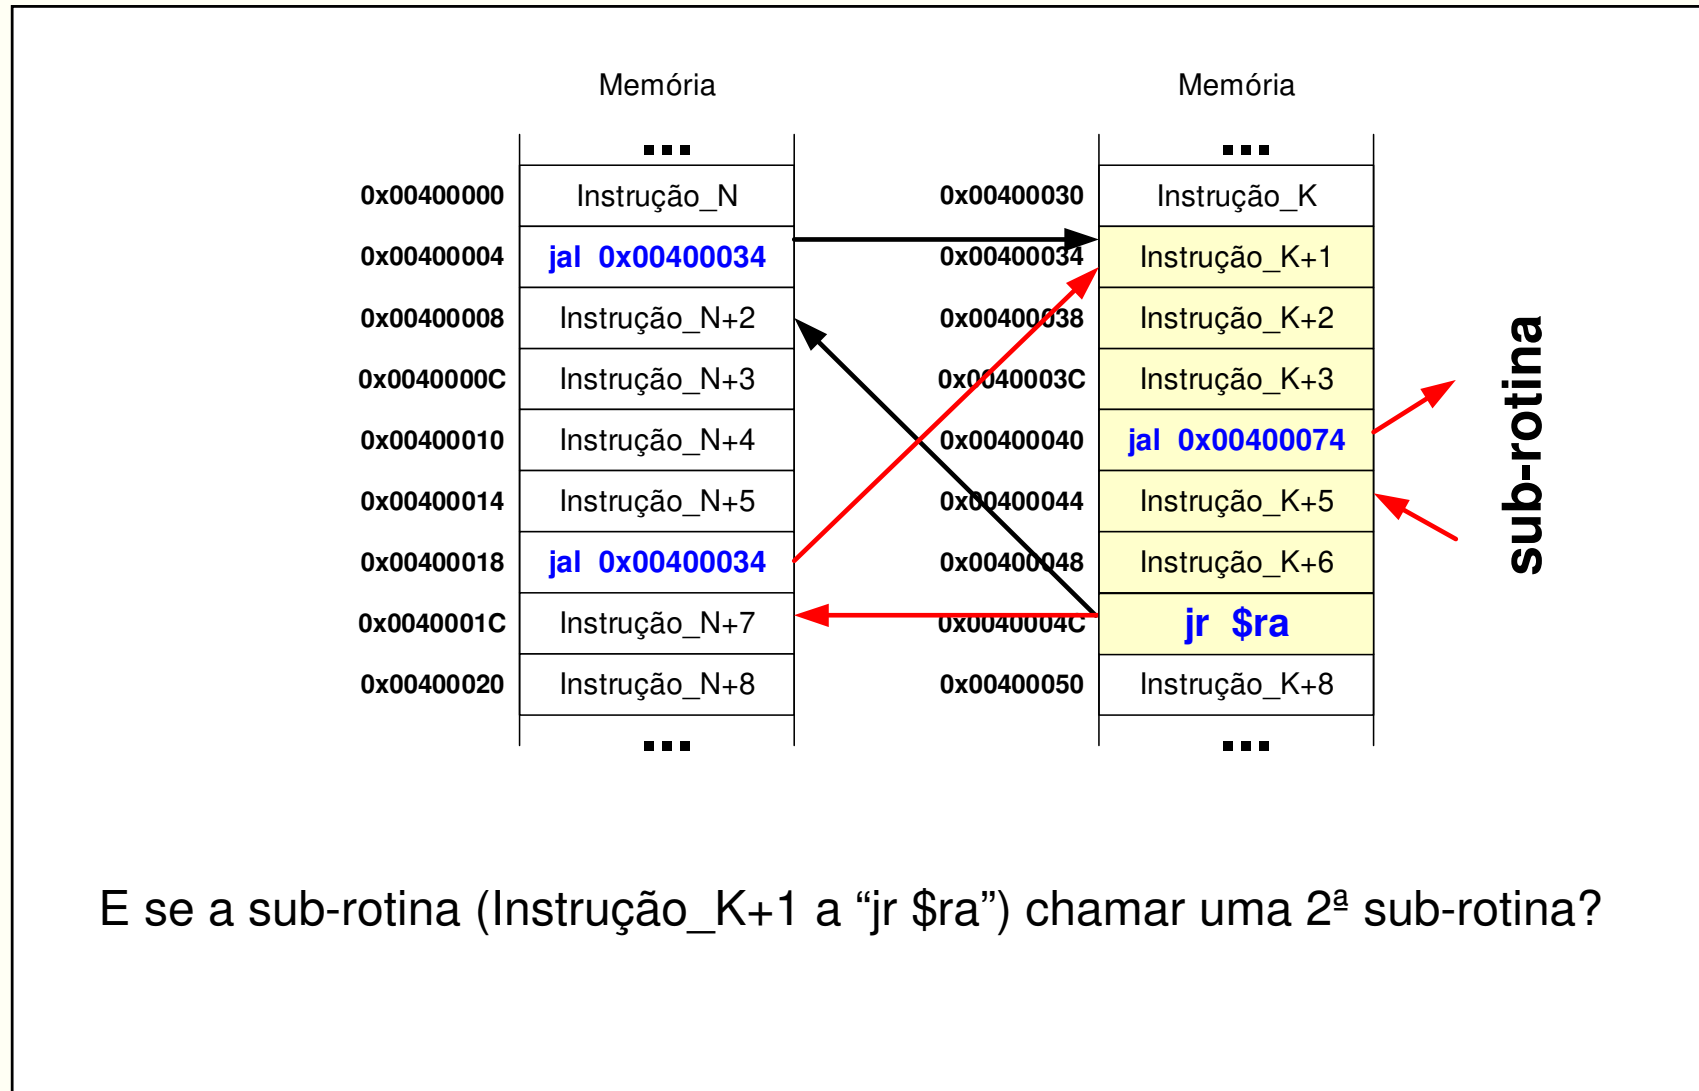 Memória Memória
... ...
0x00400000 Instrução_N 0x00400030 Instrução_K
0x00400004 jal 0x00400034 0x00400034 Instrução_K+1
0x00400008 Instrução_N+2 0x00400038 Instrução_K+2
0x0040000C Instrução_N+3 0x0040003C Instrução_K+3
0x00400010 Instrução_N+4 0x00400040 jal 0x00400074
0x00400014 Instrução_N+5 0x00400044 Instrução_K+5
0x00400018 jal 0x00400034 0x00400048 Instrução_K+6
0x0040001C Instrução_N+7 0x0040004C jr $ra
0x00400020 Instrução_N+8 0x00400050 Instrução_K+8
... ...
sub-rotina
E se a sub-rotina (Instrução_K+1 a “jr $ra”) chamar uma 2ª sub-rotina?